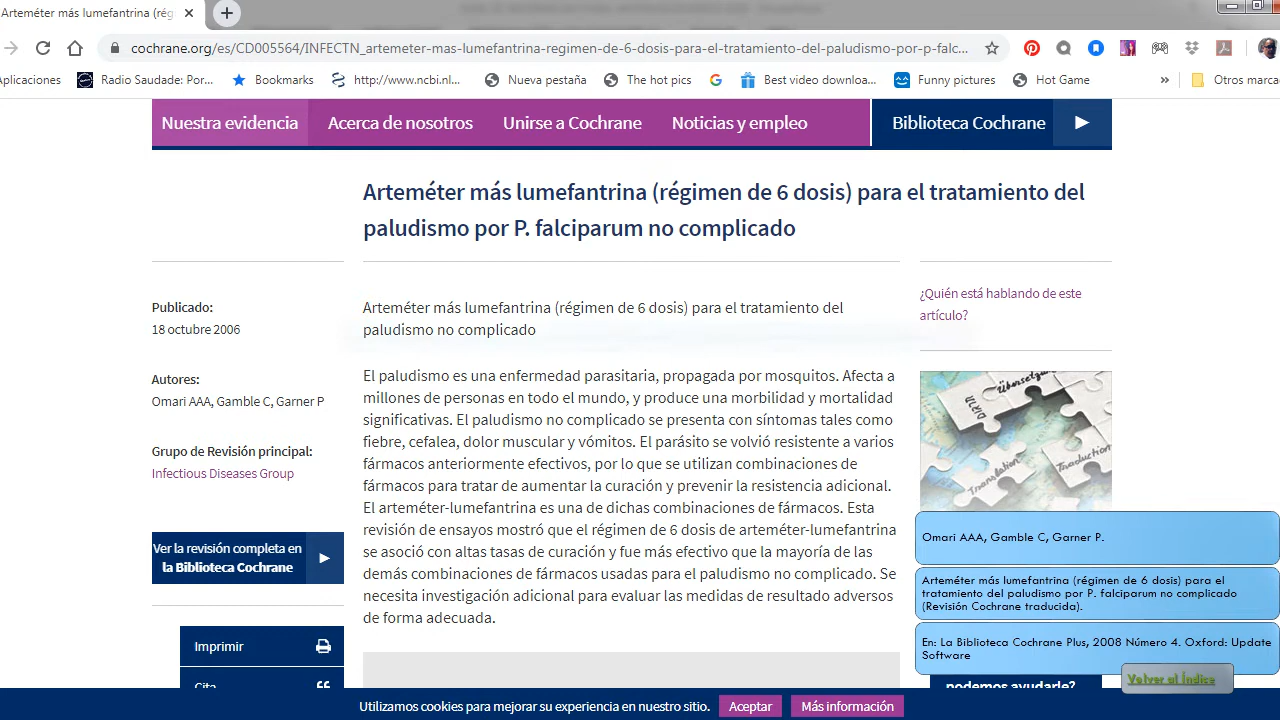 Arteméter más lumefantrina (rég
cochrane.org/es/CD005564/INFECTN_artemeter-mas-lumefantrina-regimen-de-6-dosis-para-el-tratamiento-del-paludismo-por-p-falc...
Aplicaciones
Radio Saudade: Por...
Bookmarks
http://www.ncbi.nl...
Nueva pestaña
The hot pics
Best video downloa...
Funny pictures
Hot Game
»
Otros marca
Nuestra evidencia
Acerca de nosotros
Unirse a Cochrane
Noticias y empleo
Biblioteca Cochrane
Arteméter más lumefantrina (régimen de 6 dosis) para el tratamiento del
paludismo por P. falciparum no complicado
Publicado:
18 octubre 2006
Autores:
Omari AAA, Gamble C, Garner P
Grupo de Revisión principal:
Infectious Diseases Group
Ver la revisión completa en
la Biblioteca Cochrane
Imprimir
Cita
Arteméter más lumefantrina (régimen de 6 dosis) para el tratamiento del
paludismo no complicado
El paludismo es una enfermedad parasitaria, propagada por mosquitos. Afecta a
millones de personas en todo el mundo, y produce una morbilidad y mortalidad
significativas. El paludismo no complicado se presenta con síntomas tales como
fiebre, cefalea, dolor muscular y vómitos. El parásito se volvió resistente a varios
fármacos anteriormente efectivos, por lo que se utilizan combinaciones de
fármacos para tratar de aumentar la curación y prevenir la resistencia adicional.
El arteméter-lumefantrina es una de dichas combinaciones de fármacos. Esta
revisión de ensayos mostró que el régimen de 6 dosis de arteméter-lumefantrina
se asoció con altas tasas de curación y fue más efectivo que la mayoría de las
demás combinaciones de fármacos usadas para el paludismo no complicado. Se
necesita investigación adicional para evaluar las medidas de resultado adversos
de forma adecuada.
¿Quién está hablando de este
artículo?
Übersetzung
Translation
Traduction
Omari AAA, Gamble C, Garner P.
Arteméter más lumefantrina (régimen de 6 dosis) para el
tratamiento del paludismo por P. falciparum no complicado
(Revisión Cochrane traducida).
En: La Biblioteca Cochrane Plus, 2008 Número 4. Oxford: Update
Software
Volver al Índice
podemos ayudarle?
Utilizamos cookies para mejorar su experiencia en nuestro sitio.
Aceptar
Más información